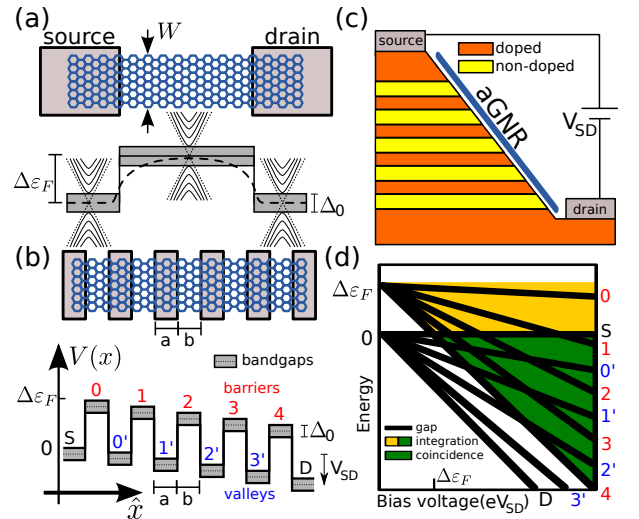 (a)
W
source
drain
Δε_F
Δ_0
(b)
a
b
V(x)
bandgaps
Δε_F
0
S
0
1
2
3
4
barriers
0'
1'
2'
3'
D
valleys
Δ_0
V_SD
a
b
x̂
(c)
source
doped
non-doped
aGNR
V_SD
drain
(d)
Δε_F
0
Energy
gap
integration
coincidence
Δε_F
0
S
1
0'
2
1'
3
2'
4
Bias voltage(eV_SD)
D
3'